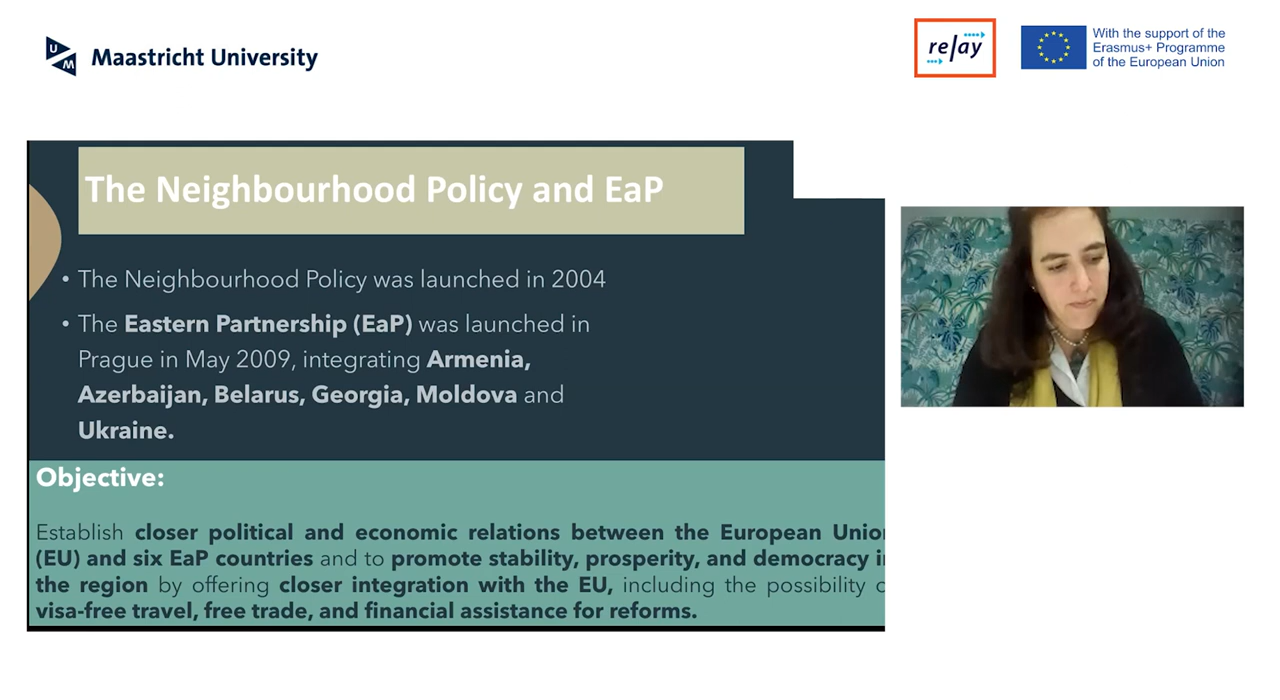 U
M
Maastricht University
relay
With the support of the
Erasmus+ Programme
of the European Union
The Neighbourhood Policy and EaP
• The Neighbourhood Policy was launched in 2004
• The Eastern Partnership (EaP) was launched in
Prague in May 2009, integrating Armenia,
Azerbaijan, Belarus, Georgia, Moldova and
Ukraine.
Objective:
Establish closer political and economic relations between the European Union
(EU) and six EaP countries and to promote stability, prosperity, and democracy in
the region by offering closer integration with the EU, including the possibility o
visa-free travel, free trade, and financial assistance for reforms.